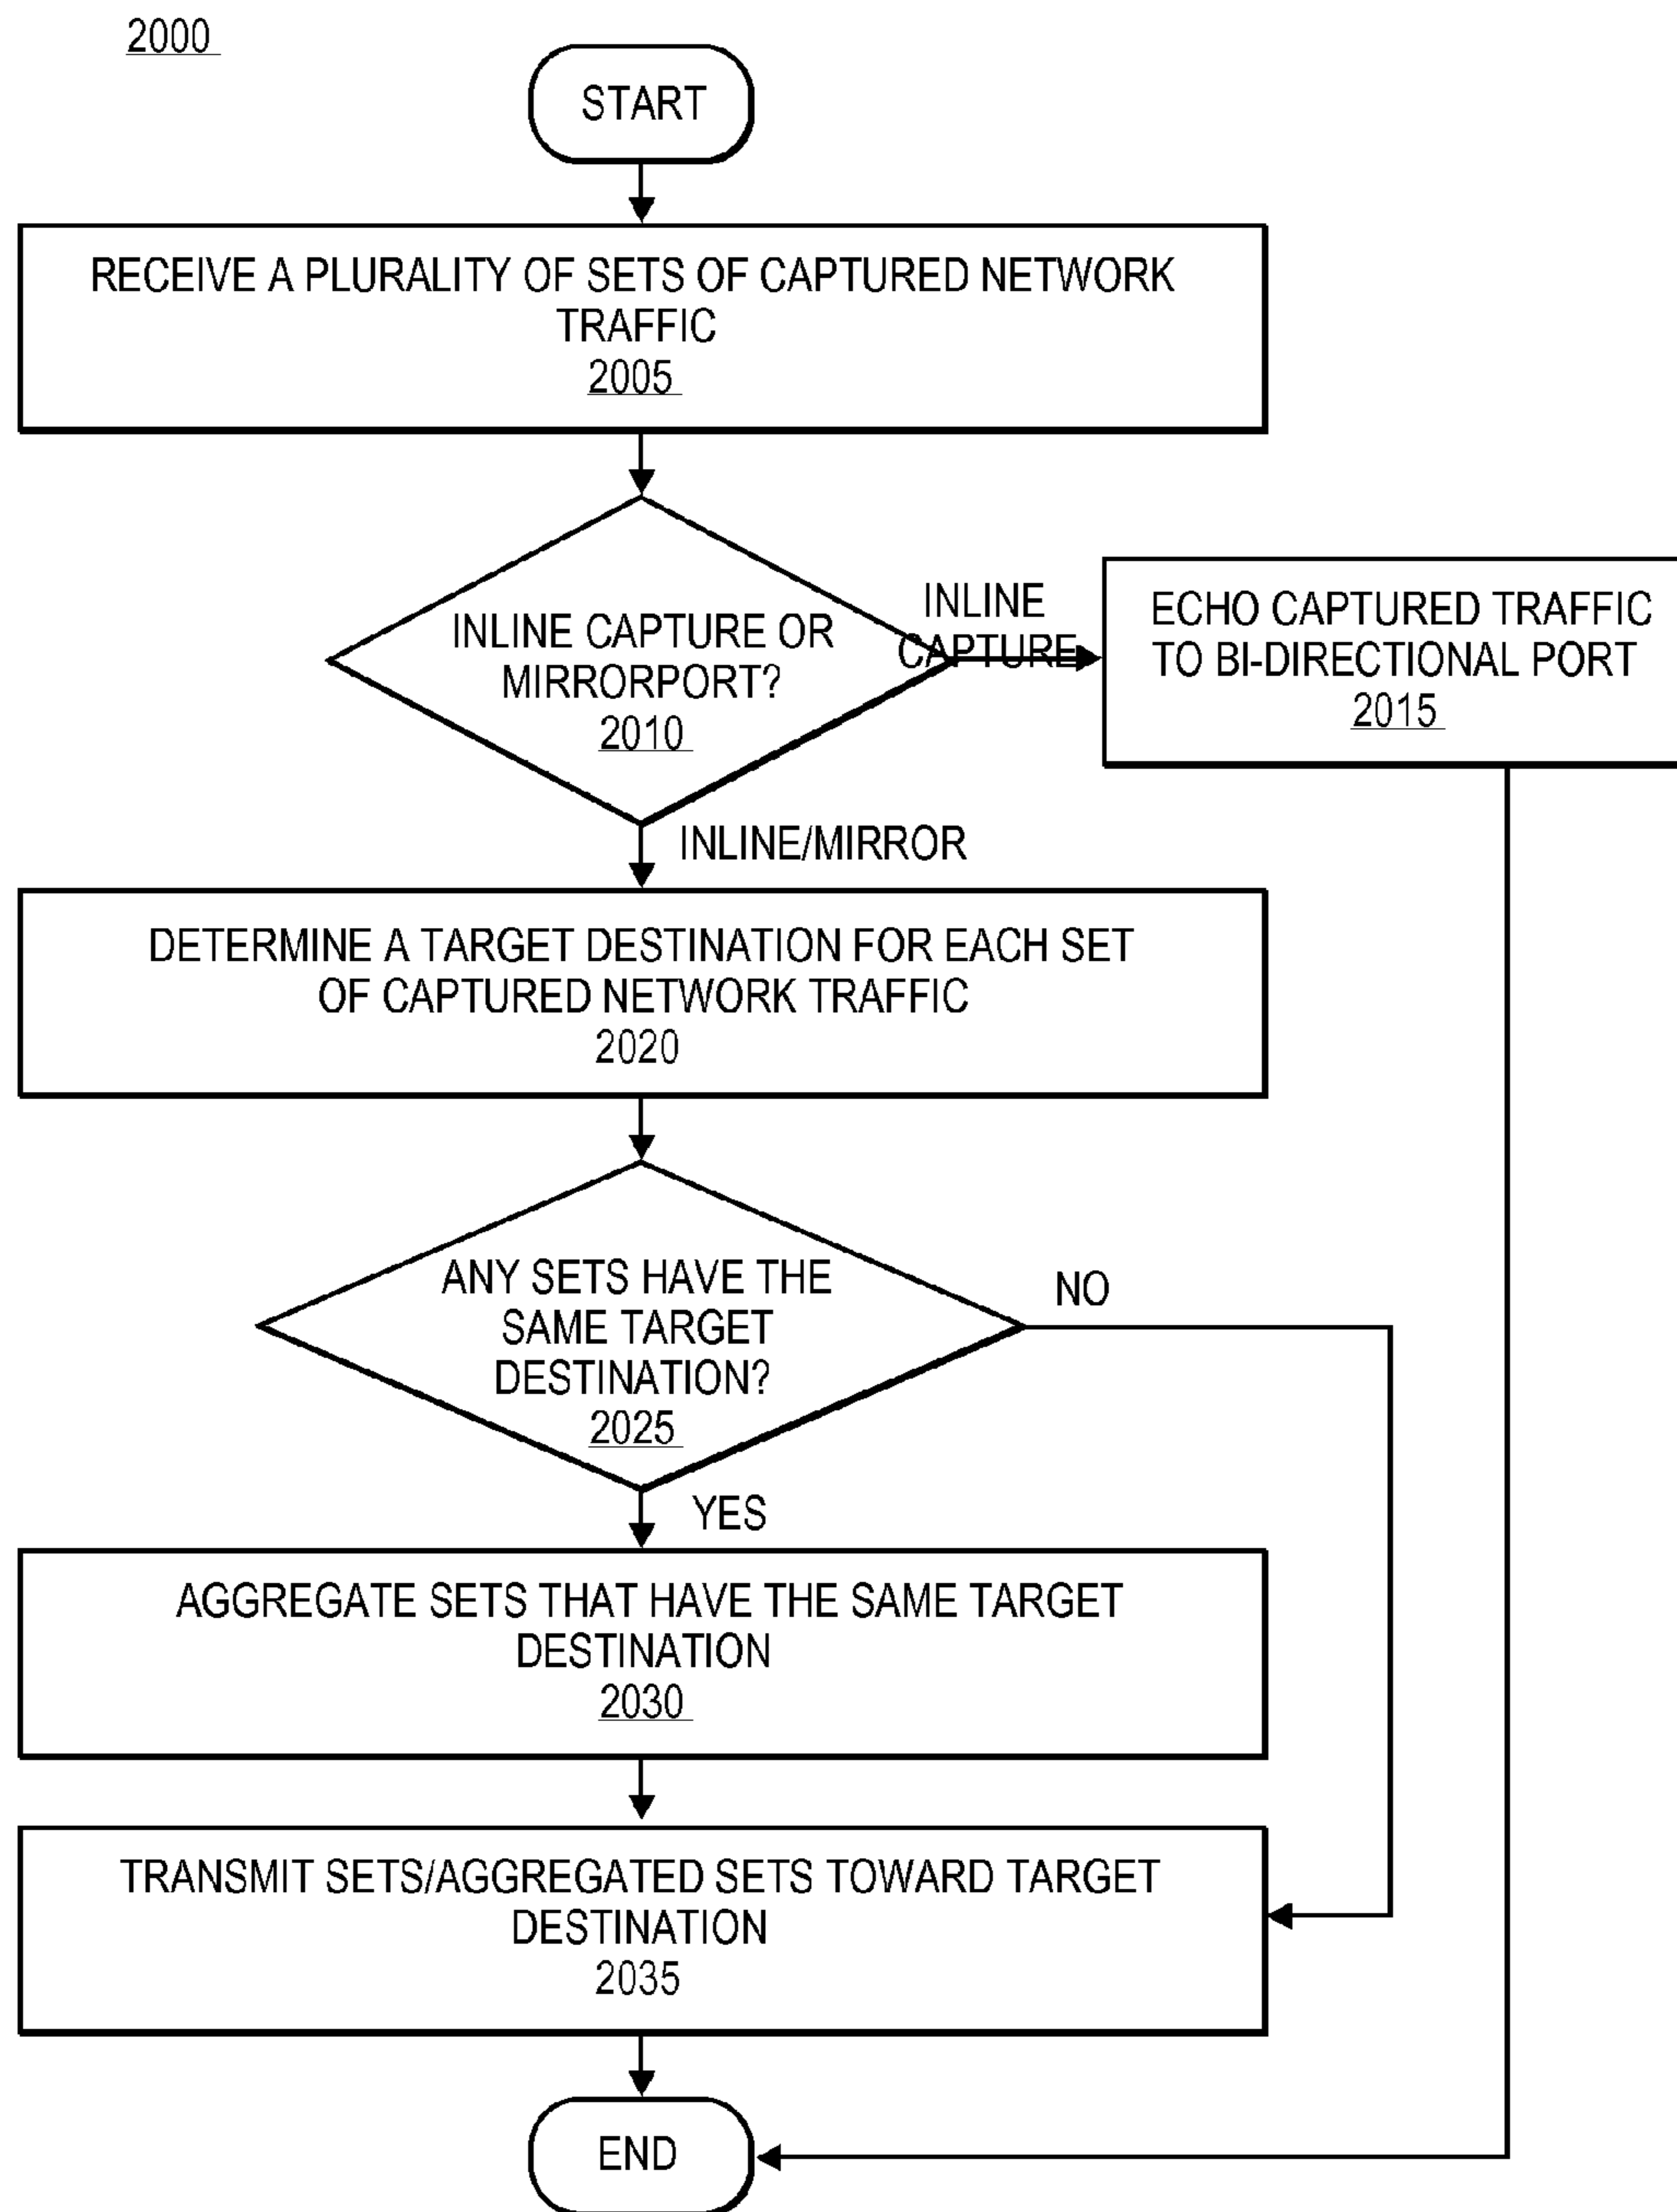 2000
START
RECEIVE A PLURALITY OF SETS OF CAPTURED NETWORK
TRAFFIC
2005
INLINE CAPTURE OR
MIRRORPORT?
2010
INLINE
CAPTURE
ECHO CAPTURED TRAFFIC
TO BI-DIRECTIONAL PORT
2015
INLINE/MIRROR
DETERMINE A TARGET DESTINATION FOR EACH SET
OF CAPTURED NETWORK TRAFFIC
2020
ANY SETS HAVE THE
SAME TARGET
DESTINATION?
2025
NO
YES
AGGREGATE SETS THAT HAVE THE SAME TARGET
DESTINATION
2030
TRANSMIT SETS/AGGREGATED SETS TOWARD TARGET
DESTINATION
2035
END